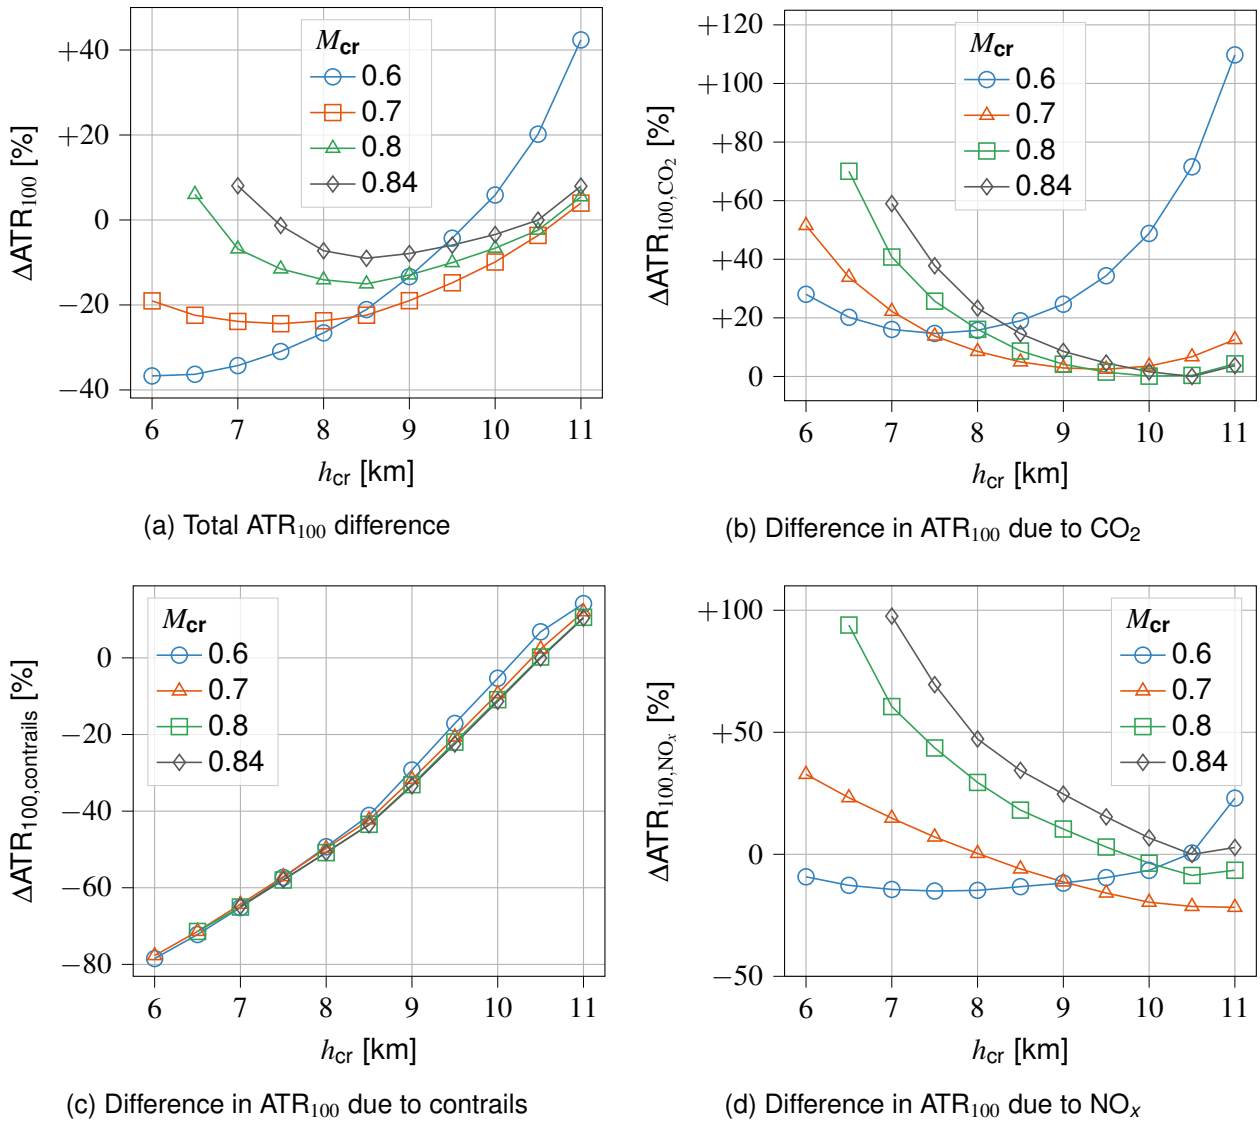 M_cr
0.6
0.7
0.8
0.84
+40
+20
0
−20
−40
ΔATR₁₀₀ [%]
6 7 8 9 10 11
h_cr [km]
(a) Total ATR₁₀₀ difference
M_cr
0.6
0.7
0.8
0.84
+120
+100
+80
+60
+40
+20
0
ΔATR₁₀₀,CO₂ [%]
6 7 8 9 10 11
h_cr [km]
(b) Difference in ATR₁₀₀ due to CO₂
M_cr
0.6
0.7
0.8
0.84
0
−20
−40
−60
−80
ΔATR₁₀₀,contrails [%]
6 7 8 9 10 11
h_cr [km]
(c) Difference in ATR₁₀₀ due to contrails
M_cr
0.6
0.7
0.8
0.84
+100
+50
0
−50
ΔATR₁₀₀,NOₓ [%]
6 7 8 9 10 11
h_cr [km]
(d) Difference in ATR₁₀₀ due to NOₓ